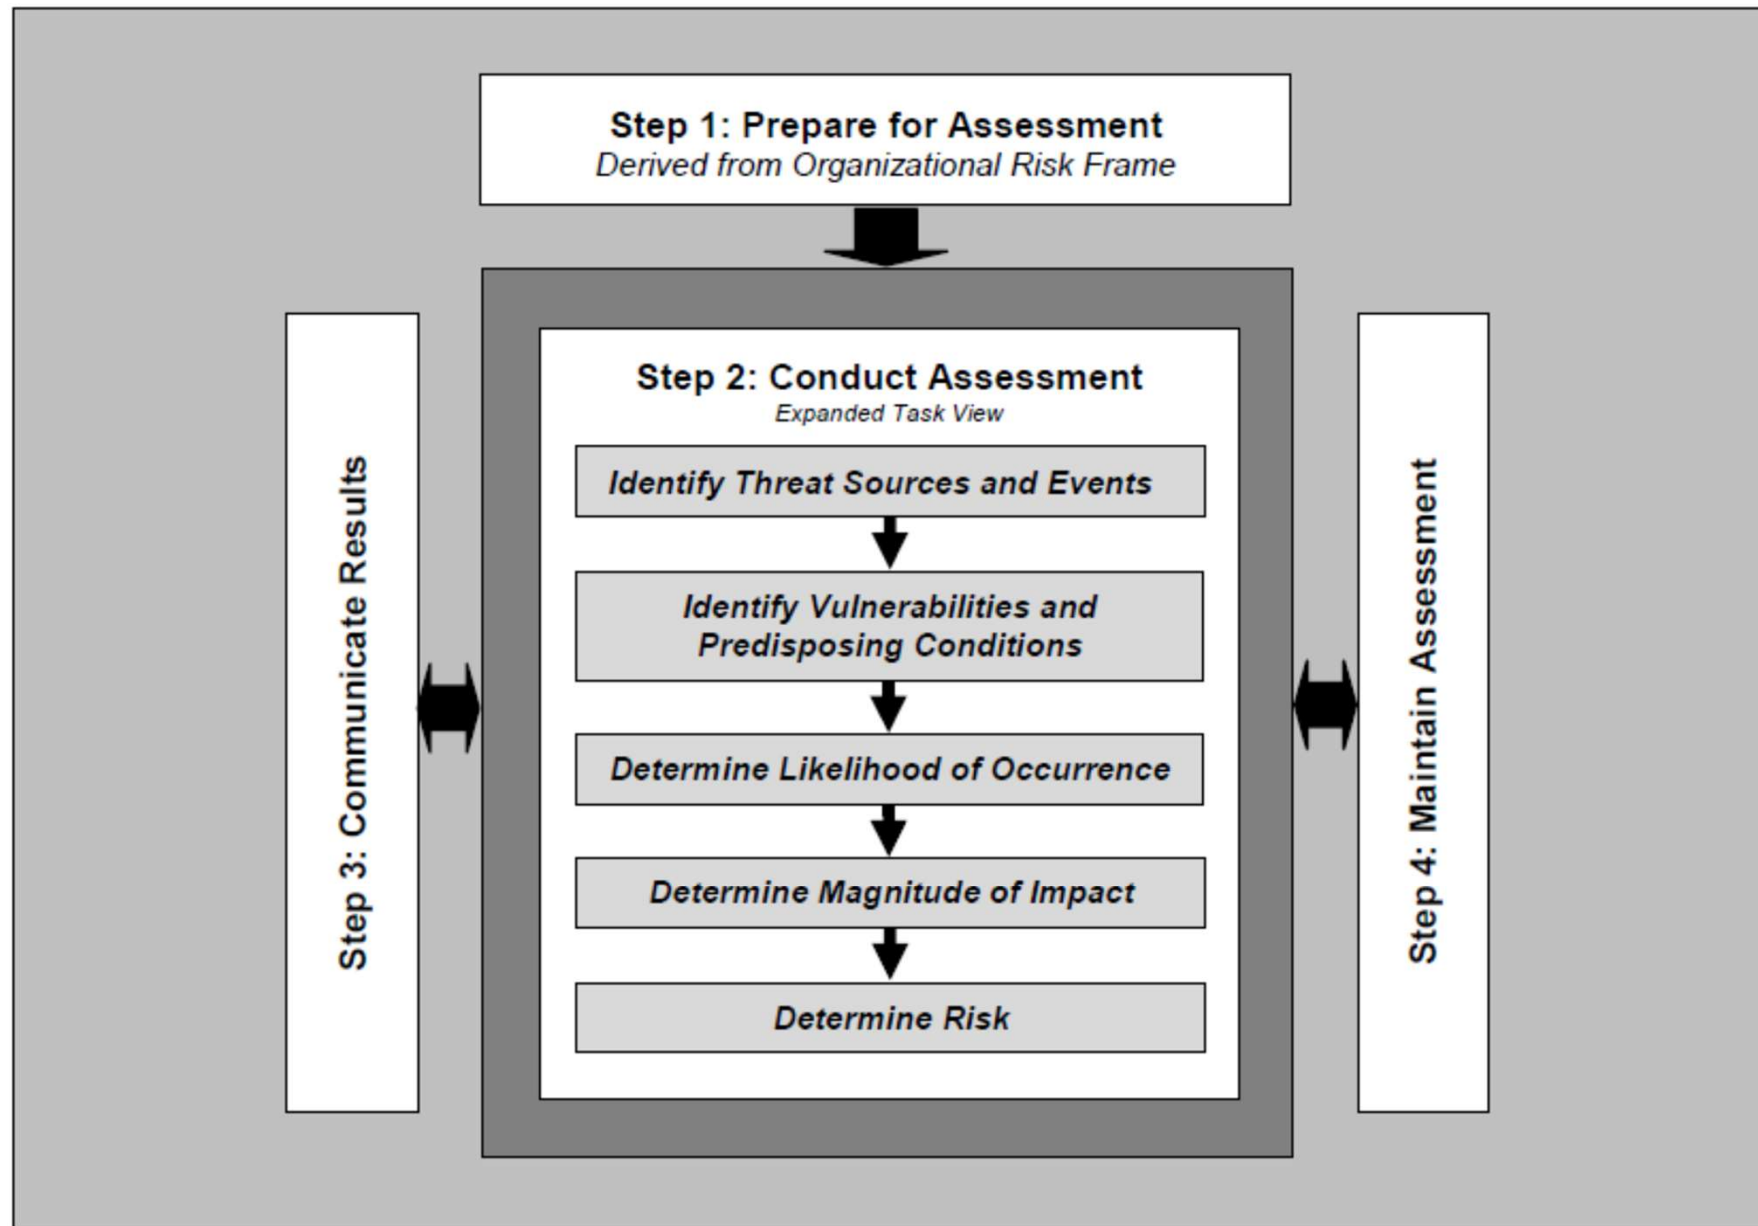 Step 1: Prepare for Assessment
Derived from Organizational Risk Frame
Step 3: Communicate Results
Step 2: Conduct Assessment
Expanded Task View
Identify Threat Sources and Events
Identify Vulnerabilities and
Predisposing Conditions
Determine Likelihood of Occurrence
Determine Magnitude of Impact
Determine Risk
Step 4: Maintain Assessment